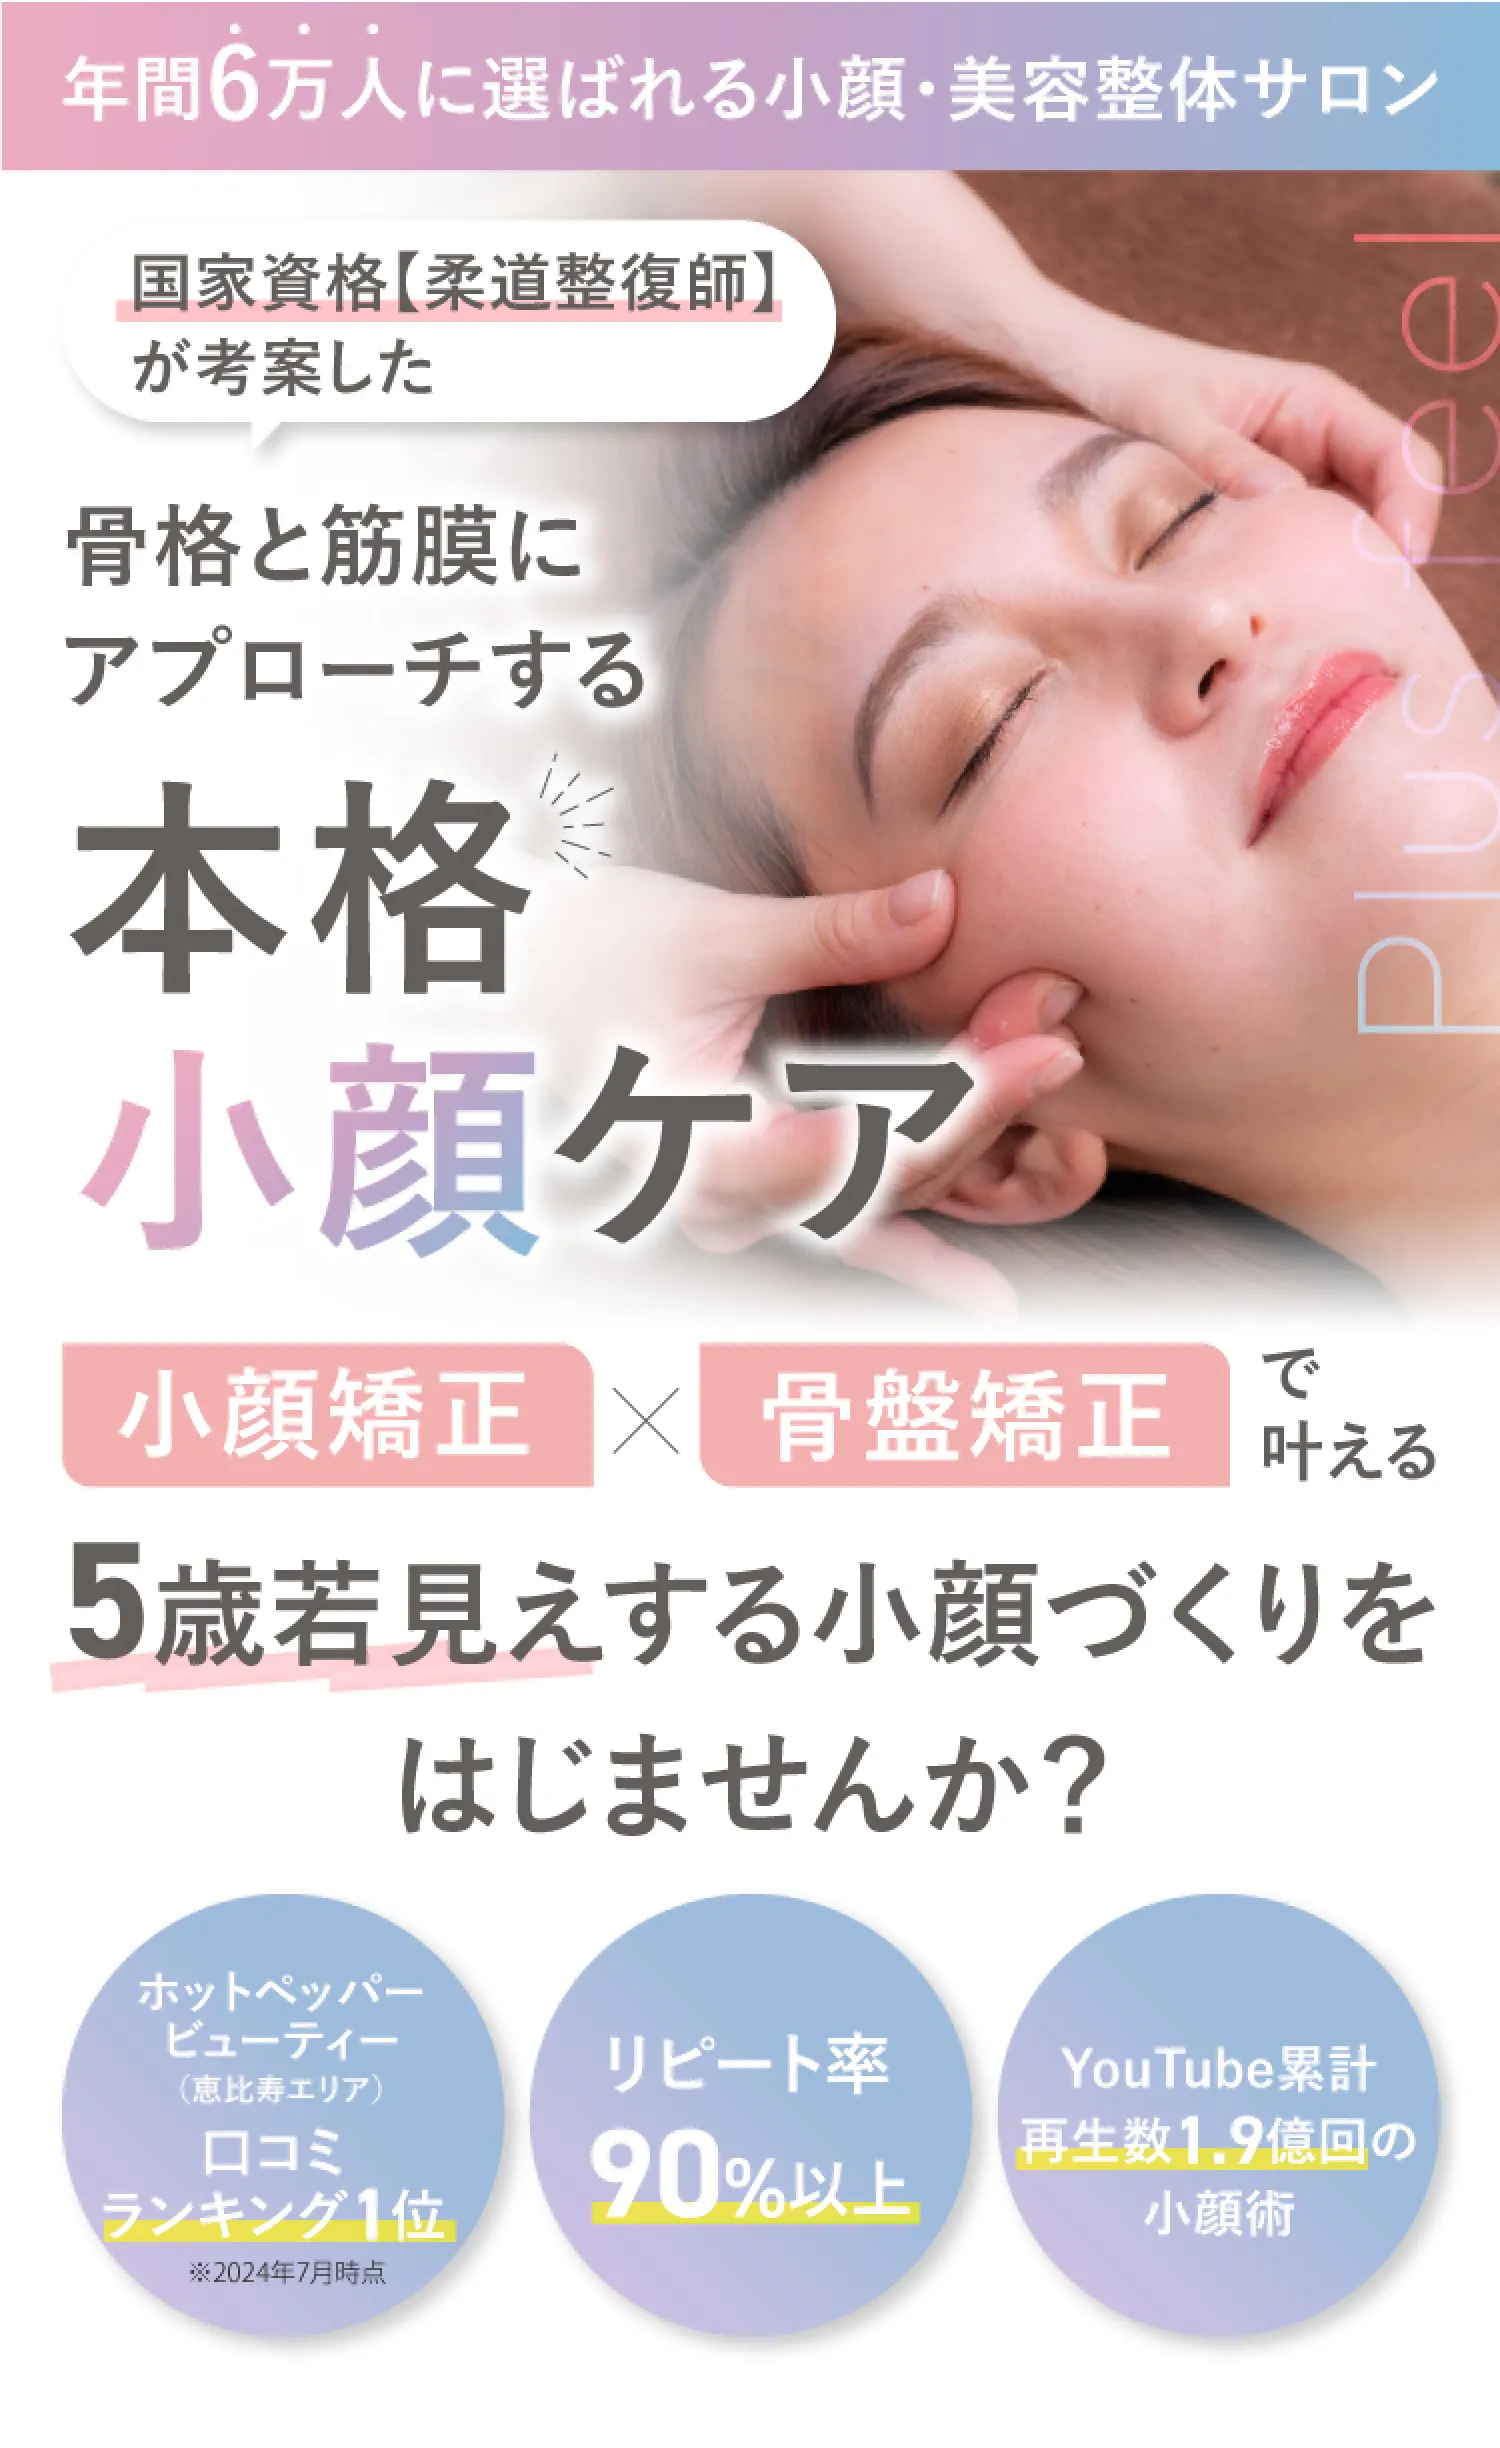 年間6万人に選ばれる小顔・美容整体サロン
国家資格【柔道整復師】
が考案した
骨格と筋膜に
アプローチする
本格
小顔ケア
Plus feel
小顔矯正×骨盤矯正で
叶える
5歳若見えする小顔づくりを
はじませんか？
ホットペッパー
ビューティー
（恵比寿エリア）
口コミ
ランキング1位
※2024年7月時点
リピート率
90%以上
YouTube累計
再生数1.9億回の
小顔術